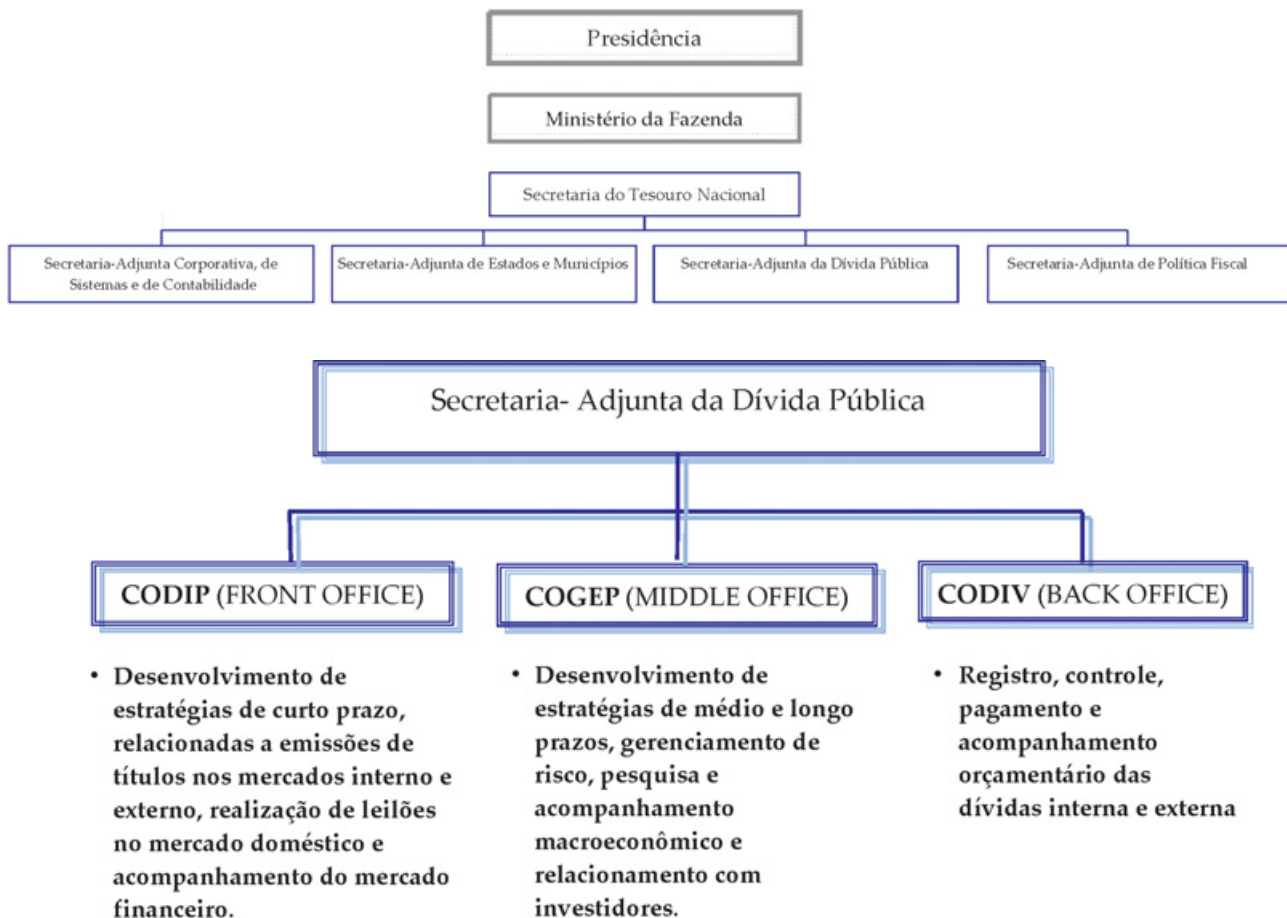 Presidência
Ministério da Fazenda
Secretaria do Tesouro Nacional
Secretaria-Adjunta Corporativa, de
Sistemas e de Contabilidade
Secretaria-Adjunta de Estados e Municípios
Secretaria-Adjunta da Dívida Pública
Secretaria-Adjunta de Política Fiscal
Secretaria- Adjunta da Dívida Pública
CODIP (FRONT OFFICE)
• Desenvolvimento de
estratégias de curto prazo,
relacionadas a emissões de
títulos nos mercados interno e
externo, realização de leilões
no mercado doméstico e
acompanhamento do mercado
financeiro.
COGEP (MIDDLE OFFICE)
• Desenvolvimento de
estratégias de médio e longo
prazos, gerenciamento de
risco, pesquisa e
acompanhamento
macroeconômico e
relacionamento com
investidores.
CODIV (BACK OFFICE)
• Registro, controle,
pagamento e
acompanhamento
orçamentário das
dívidas interna e externa